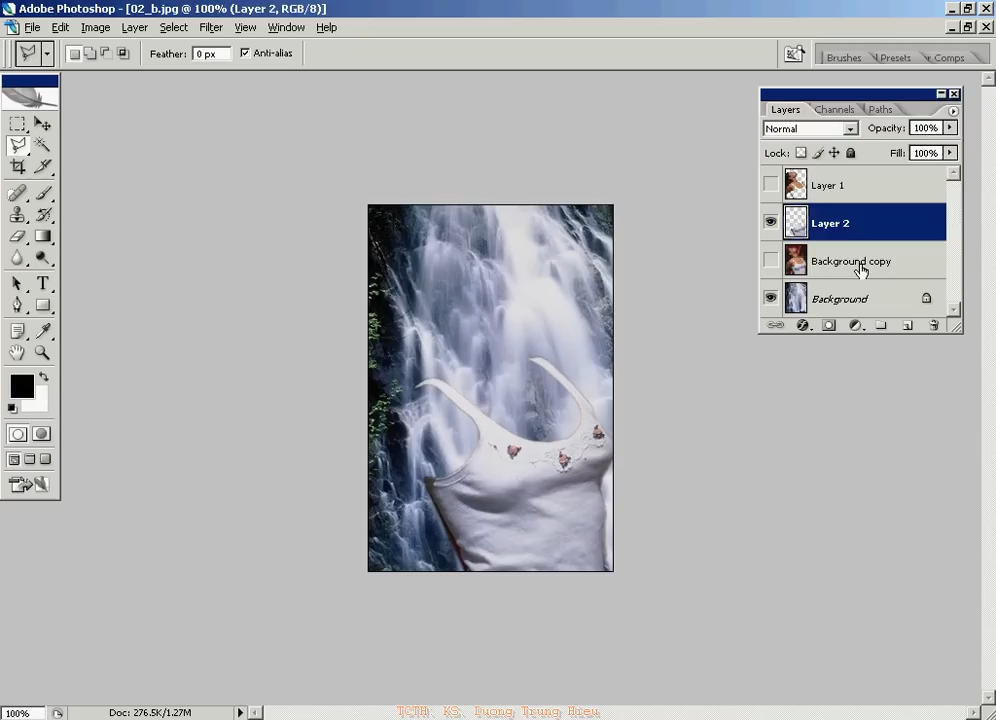 Adobe Photoshop - [02_b.jpg @ 100% (Layer 2, RGB/8)]
File Edit Image Layer Select Filter View Window Help
Feather: 0 px Anti-alias
Brushes Presets Comps
Layers Channels Paths
Normal Opacity: 100%
Lock: Fill: 100%
Layer 1
Layer 2
Background copy
Background
T
100% Doc: 276.5K/1.27M
TCTH. KS. Duong Trung Hieu